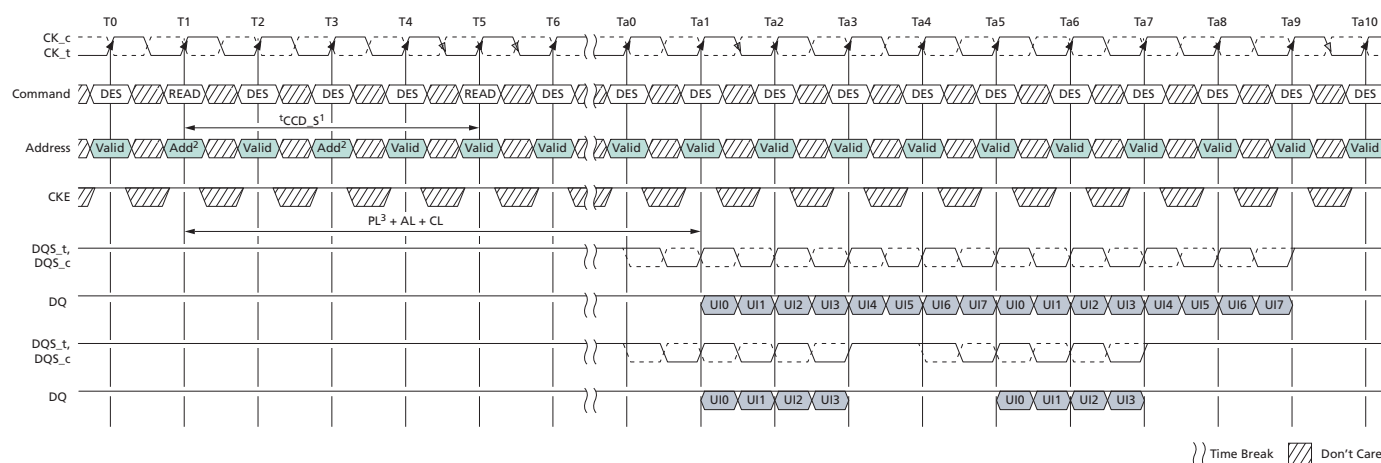 T0 T1 T2 T3 T4 T5 T6 Ta0 Ta1 Ta2 Ta3 Ta4 Ta5 Ta6 Ta7 Ta8 Ta9 Ta10
CK_c
CK_t
Command DES READ DES DES DES READ DES DES DES DES DES DES DES DES DES DES DES DES
tCCD_S1
Address Valid Add2 Valid Add2 Valid Valid Valid Valid Valid Valid Valid Valid Valid Valid Valid Valid Valid Valid
CKE
PL3 + AL + CL
DQS_t,
DQS_c
DQ UI0 UI1 UI2 UI3 UI4 UI5 UI6 UI7 UI0 UI1 UI2 UI3 UI4 UI5 UI6 UI7
DQS_t,
DQS_c
DQ UI0 UI1 UI2 UI3 UI0 UI1 UI2 UI3
Time Break Don't Care